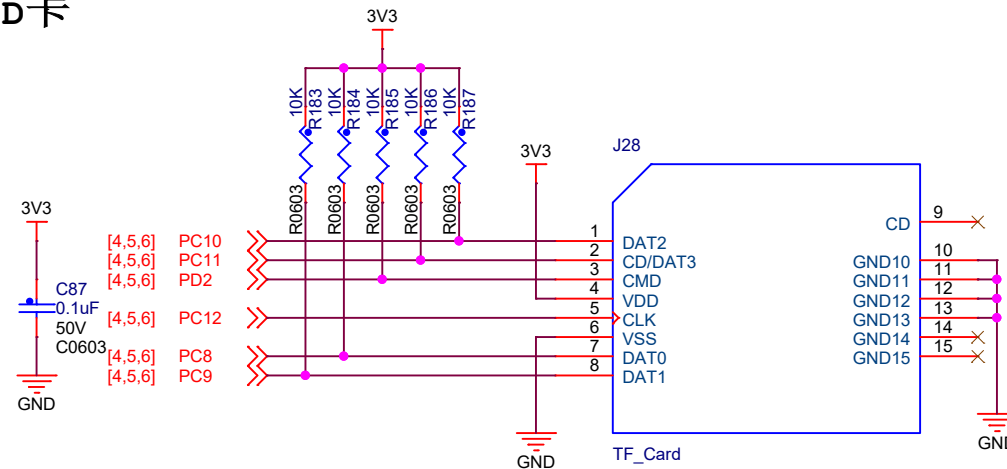 D卡
3V3
10K
R183
10K
R184
10K
R185
10K
R186
10K
R187
R0603
R0603
R0603
R0603
R0603
3V3
J28
3V3
C87
0.1uF
50V
C0603
GND
[4,5,6] PC10
[4,5,6] PC11
[4,5,6] PD2
[4,5,6] PC12
[4,5,6] PC8
[4,5,6] PC9
1 DAT2
2 CD/DAT3
3 CMD
4 VDD
5 CLK
6 VSS
7 DAT0
8 DAT1
CD 9
GND10 10
GND11 11
GND12 12
GND13 13
GND14 14
GND15 15
GND
TF_Card
GND